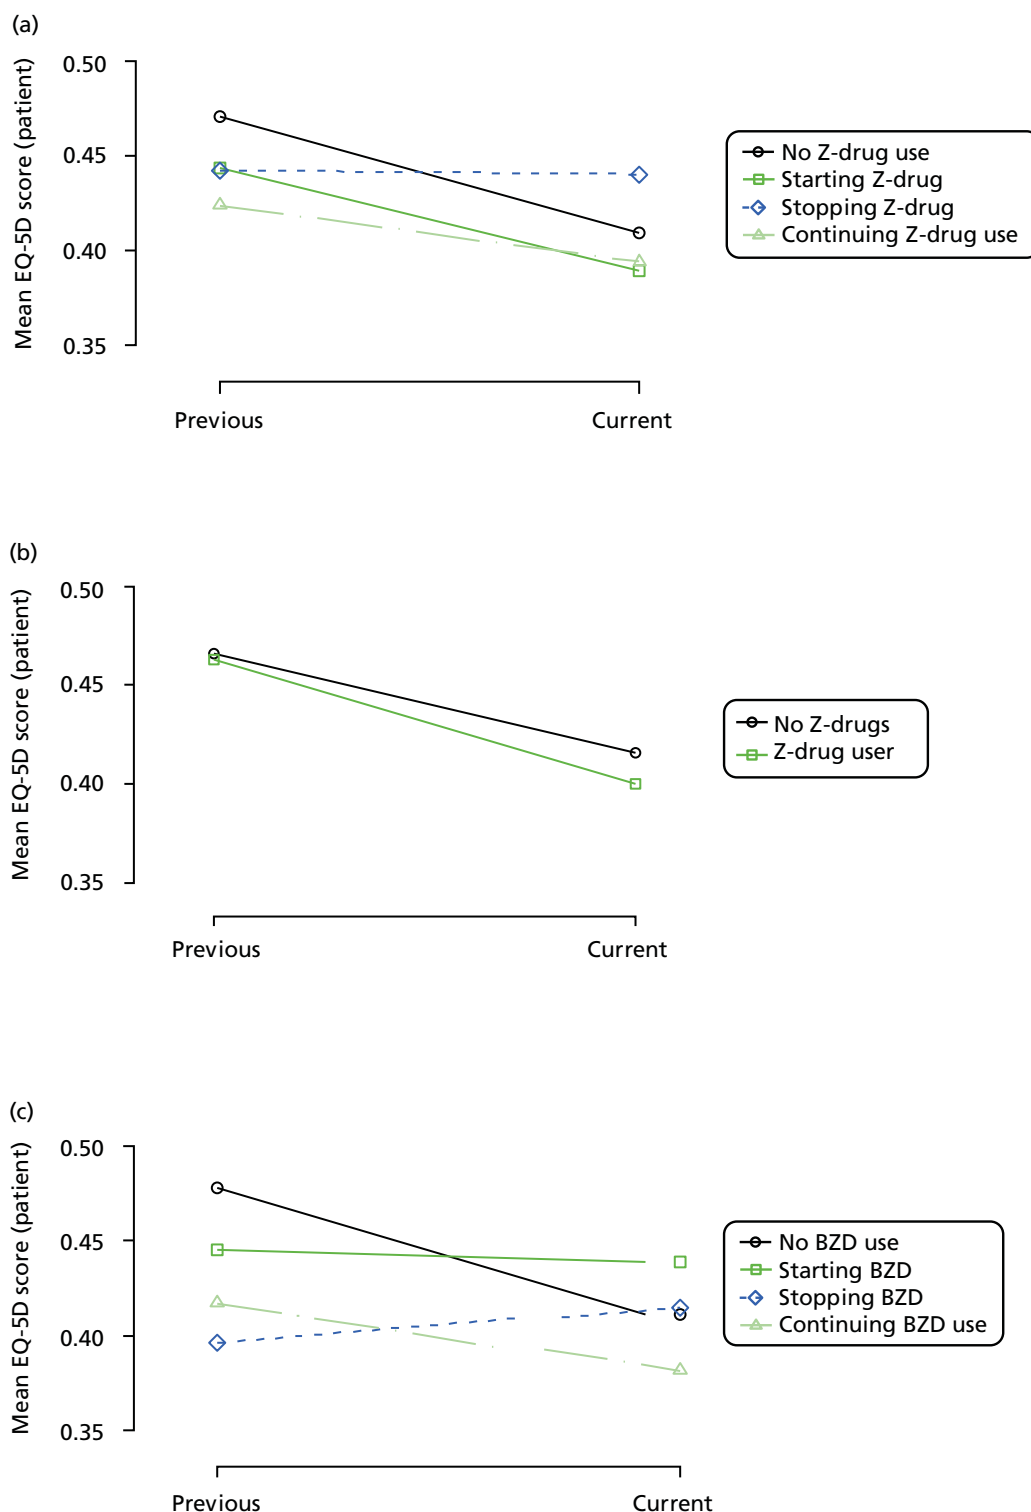 (a)
Mean EQ-5D score (patient)
0.50
0.45
0.40
0.35
Previous
Current
No Z-drug use
Starting Z-drug
Stopping Z-drug
Continuing Z-drug use
(b)
Mean EQ-5D score (patient)
0.50
0.45
0.40
0.35
Previous
Current
No Z-drugs
Z-drug user
(c)
Mean EQ-5D score (patient)
0.50
0.45
0.40
0.35
Previous
Current
No BZD use
Starting BZD
Stopping BZD
Continuing BZD use